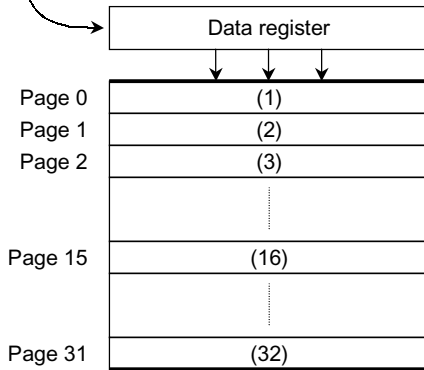 Data register
Page 0 (1)
Page 1 (2)
Page 2 (3)
Page 15 (16)
Page 31 (32)